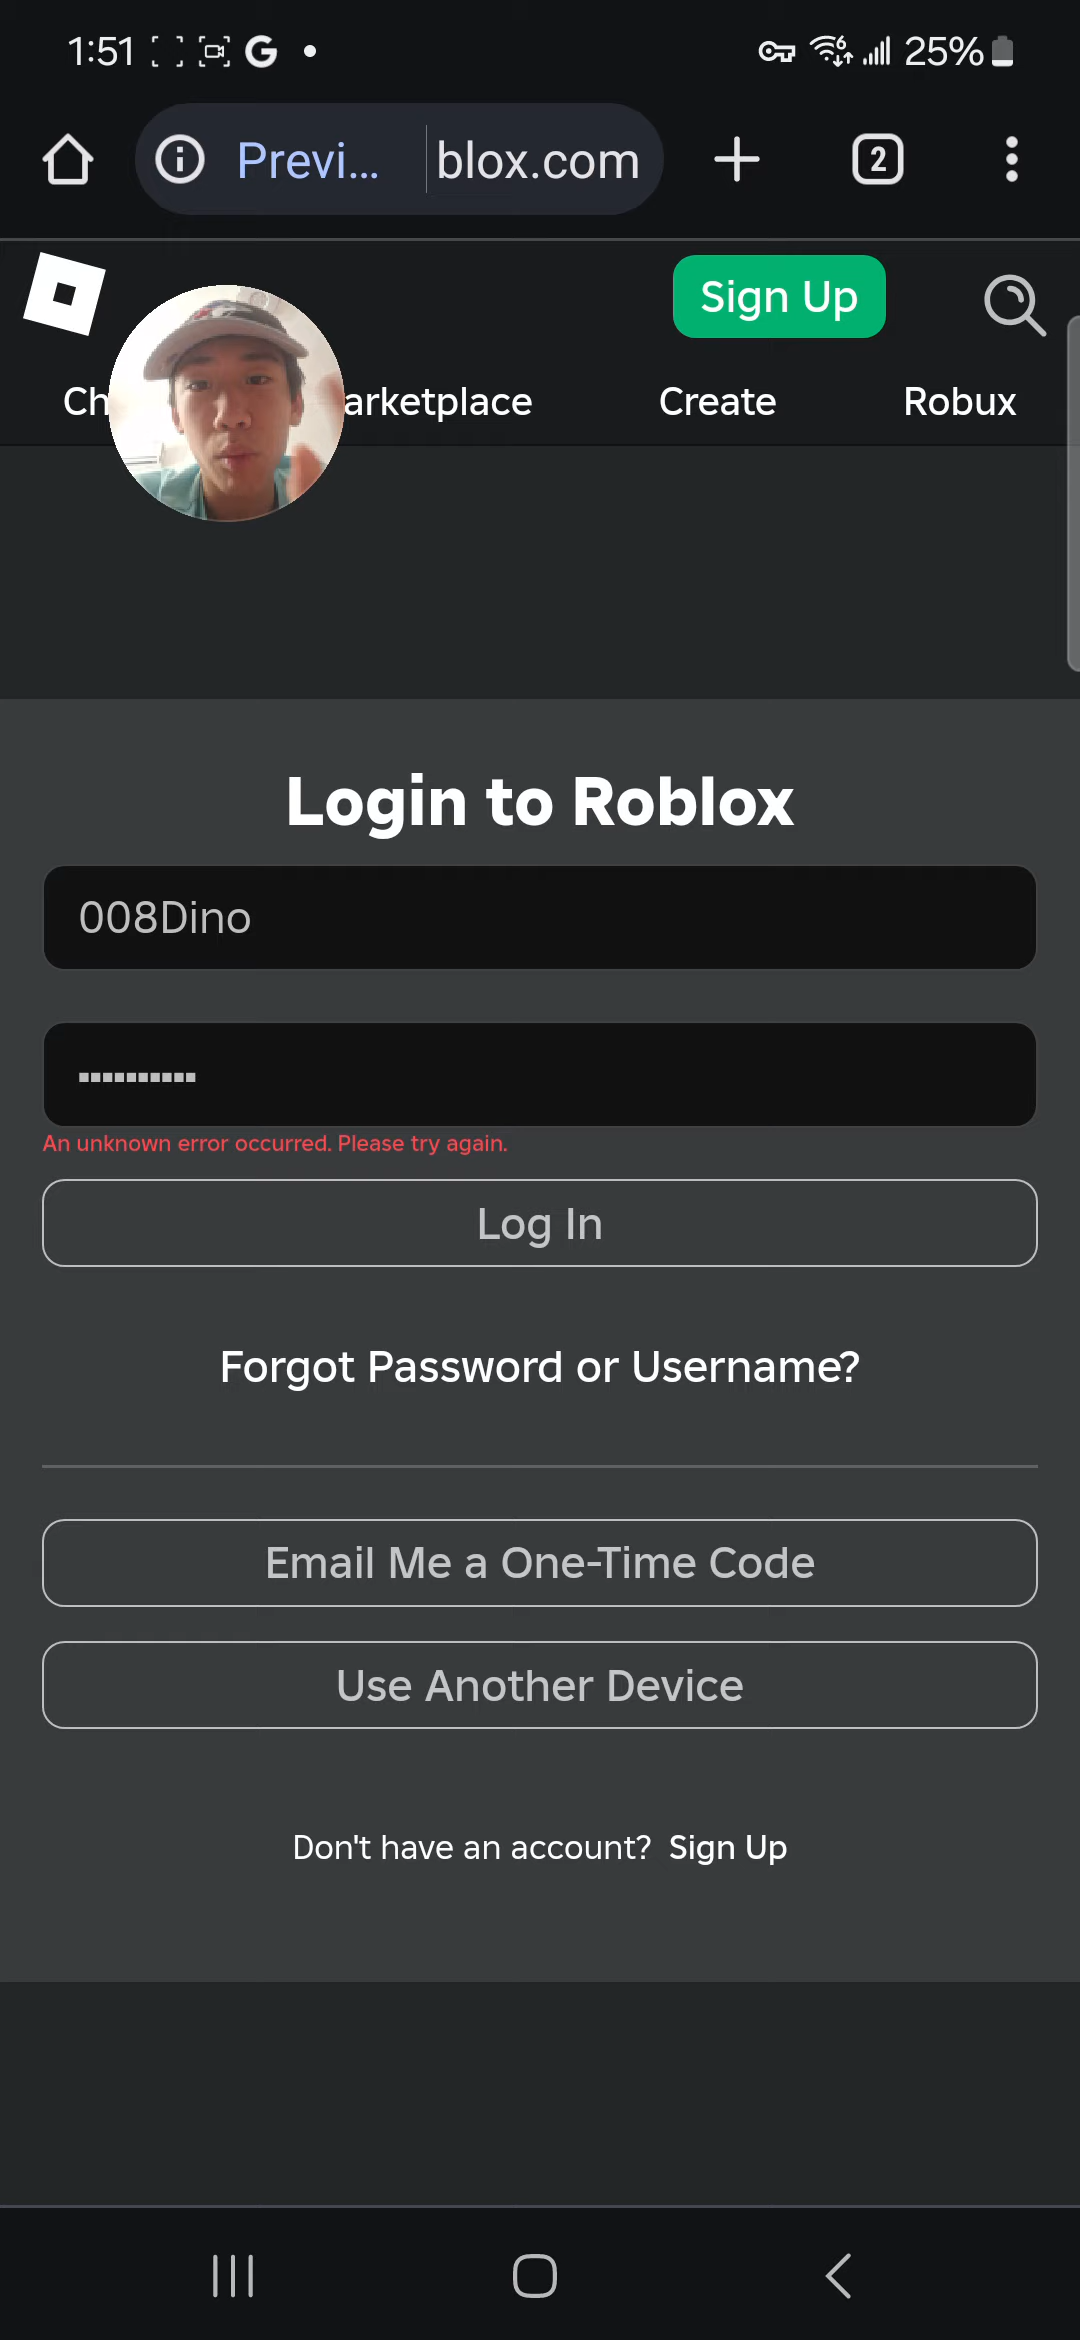 1:51 G 25%
Previ... blox.com 2
Sign Up
Ch arketplace Create Robux
Login to Roblox
008Dino
An unknown error occurred. Please try again.
Log In
Forgot Password or Username?
Email Me a One-Time Code
Use Another Device
Don't have an account? Sign Up